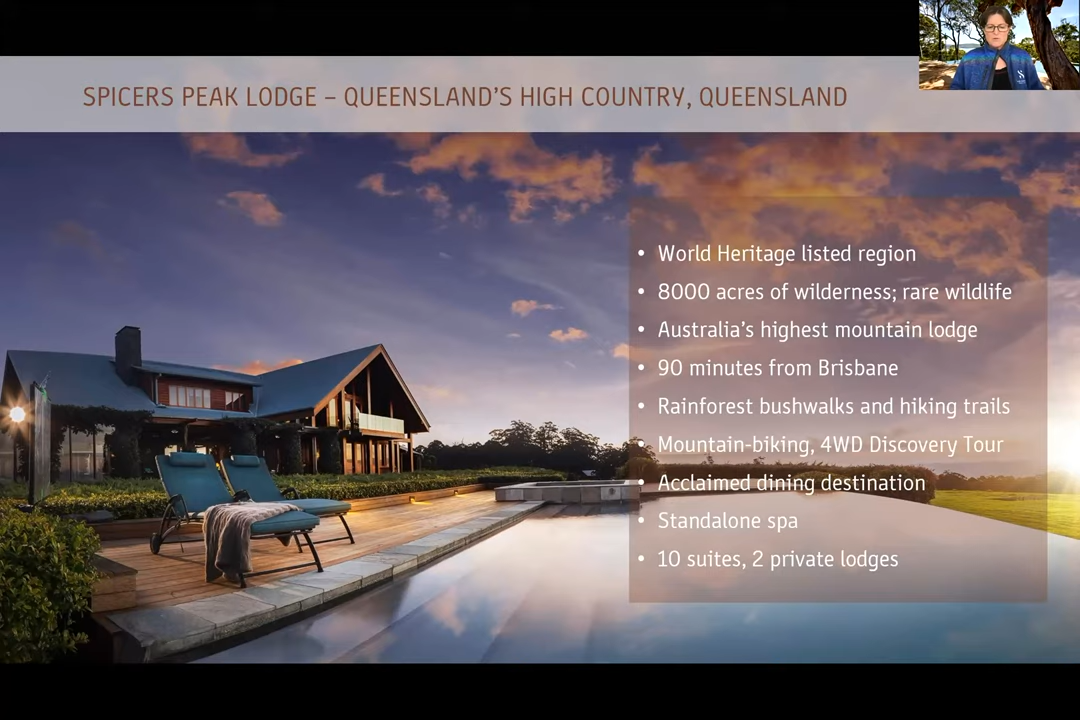 SPICERS PEAK LODGE – QUEENSLAND'S HIGH COUNTRY, QUEENSLAND
• World Heritage listed region
• 8000 acres of wilderness; rare wildlife
• Australia's highest mountain lodge
• 90 minutes from Brisbane
• Rainforest bushwalks and hiking trails
• Mountain-biking, 4WD Discovery Tour
• Acclaimed dining destination
• Standalone spa
• 10 suites, 2 private lodges